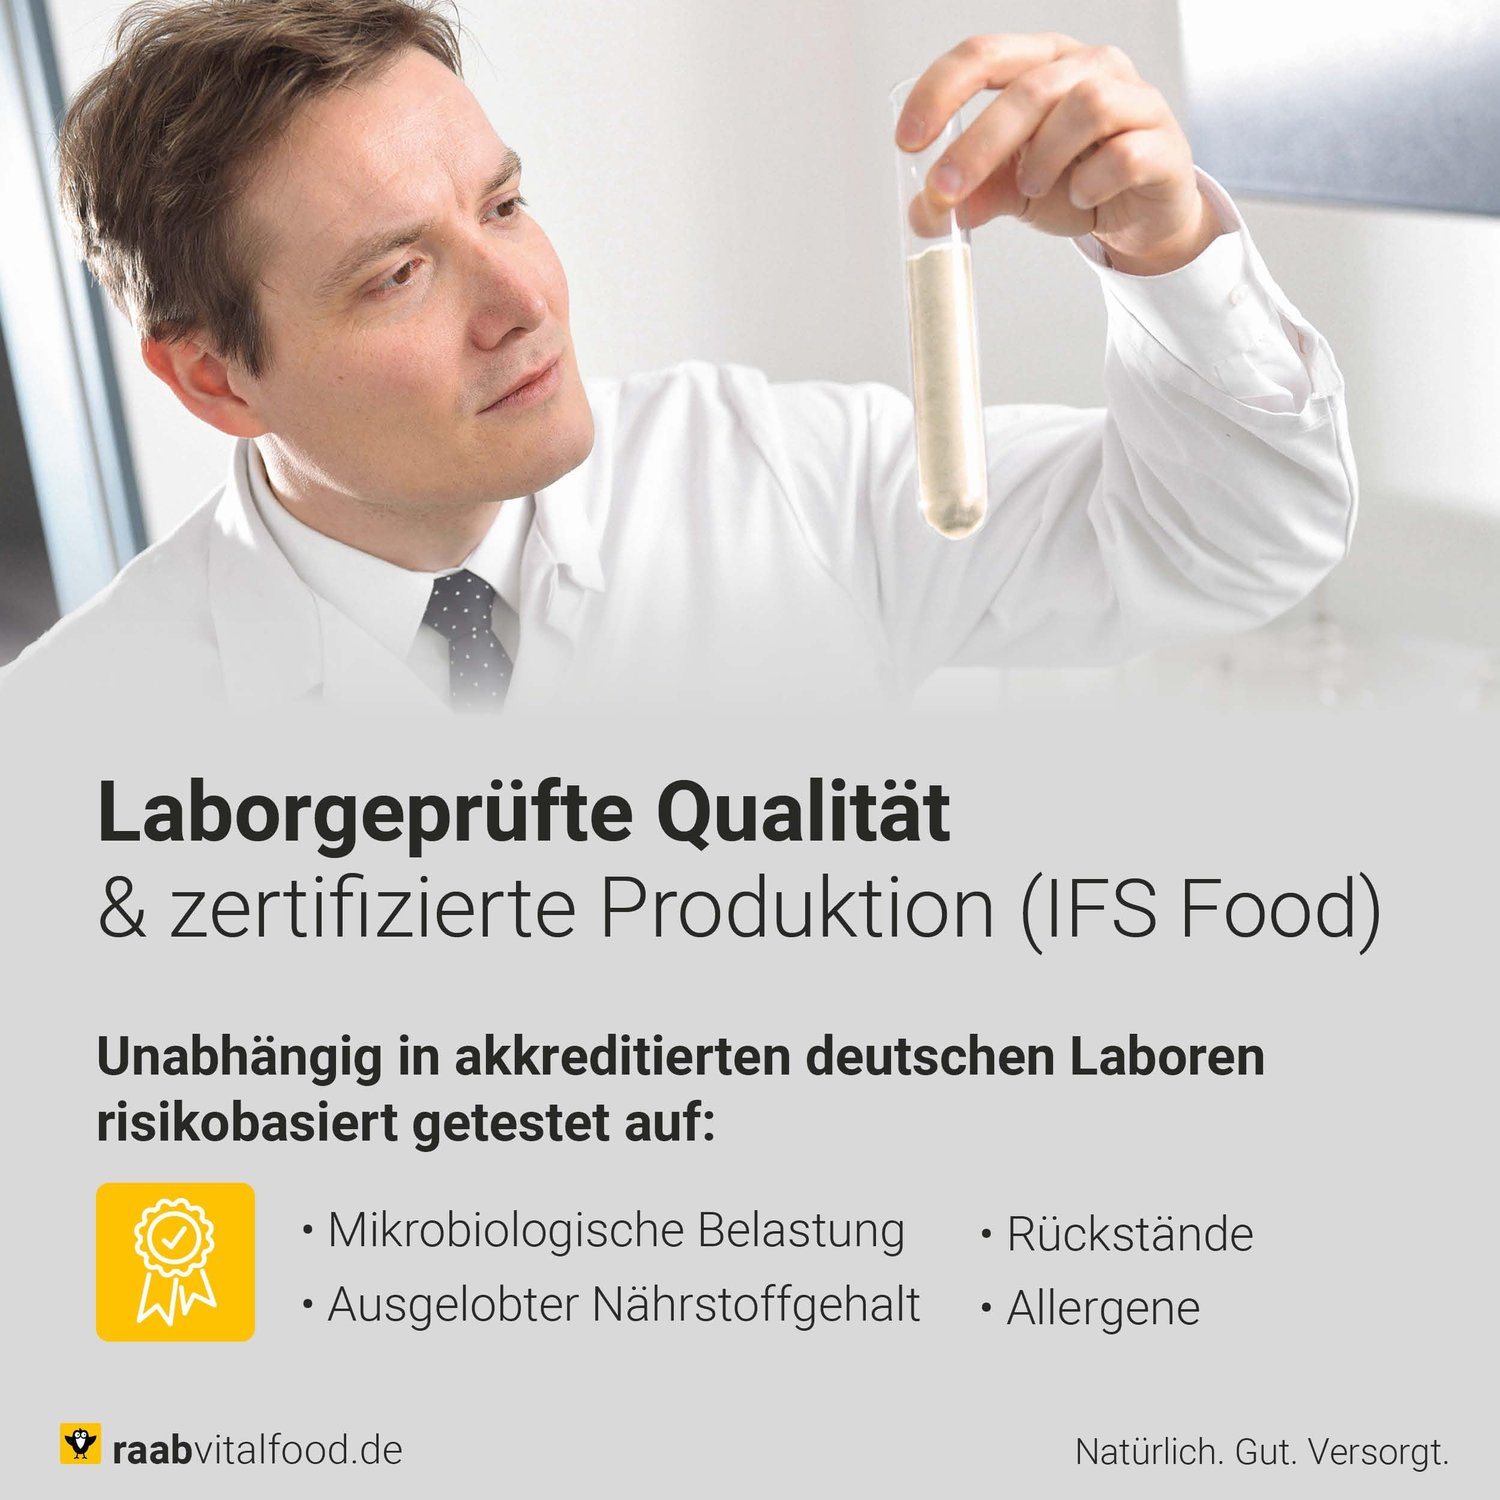 Laborgeprüfte Qualität
& zertifizierte Produktion (IFS Food)
Unabhängig in akkreditierten deutschen Laboren
risikobasiert getestet auf:
• Mikrobiologische Belastung
• Ausgelobter Nährstoffgehalt
• Rückstände
• Allergene
raabvitalfood.de
Natürlich. Gut. Versorgt.